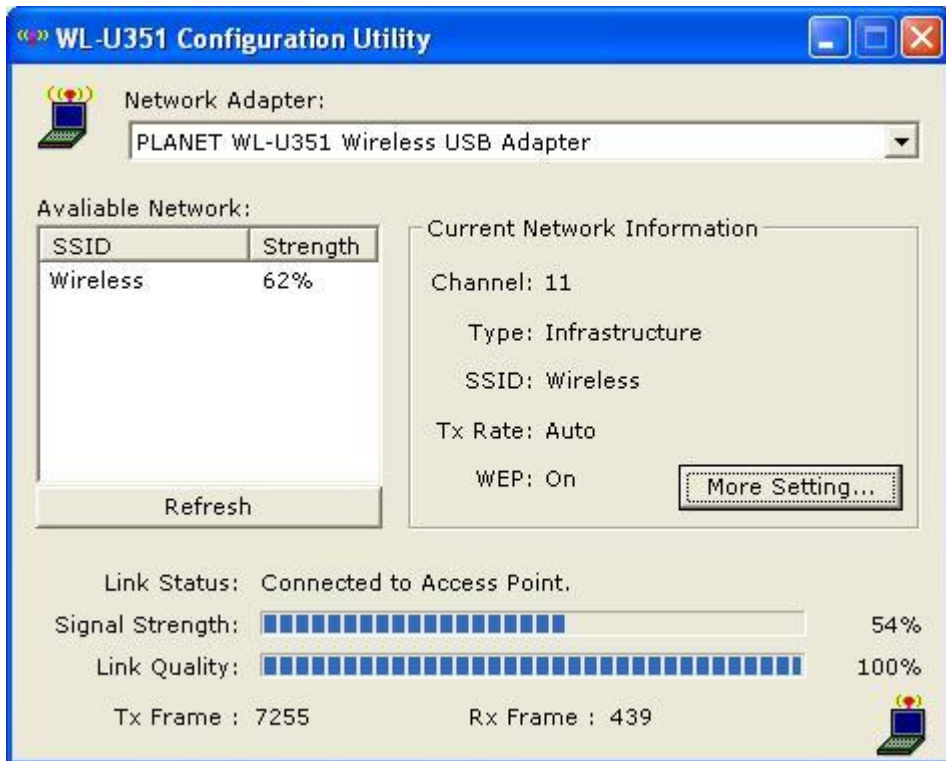 WL-U351 Configuration Utility
Network Adapter:
PLANET WL-U351 Wireless USB Adapter
Avaliable Network:
SSID Strength
Wireless 62%
Refresh
Current Network Information
Channel: 11
Type: Infrastructure
SSID: Wireless
Tx Rate: Auto
WEP: On
More Setting...
Link Status: Connected to Access Point.
Signal Strength: 54%
Link Quality: 100%
Tx Frame : 7255 Rx Frame : 439